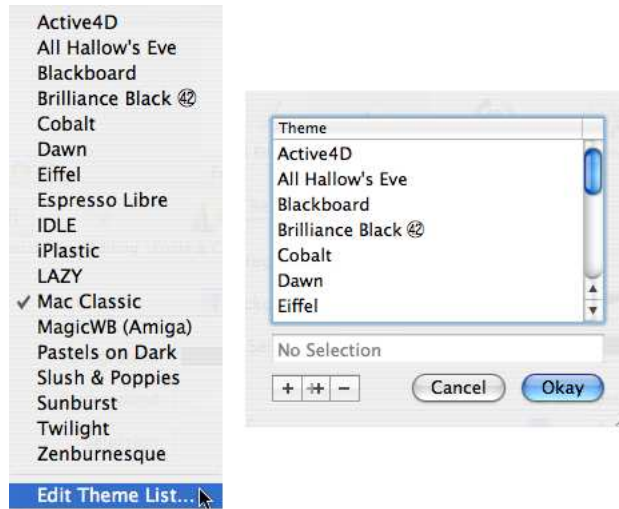 Active4D
All Hallow's Eve
Blackboard
Brilliance Black ㊷
Cobalt
Dawn
Eiffel
Espresso Libre
IDLE
iPlastic
LAZY
✓ Mac Classic
MagicWB (Amiga)
Pastels on Dark
Slush & Poppies
Sunburst
Twilight
Zenburnesque
Edit Theme List...
Theme
Active4D
All Hallow's Eve
Blackboard
Brilliance Black ㊷
Cobalt
Dawn
Eiffel
No Selection
+ ++ −
Cancel Okay